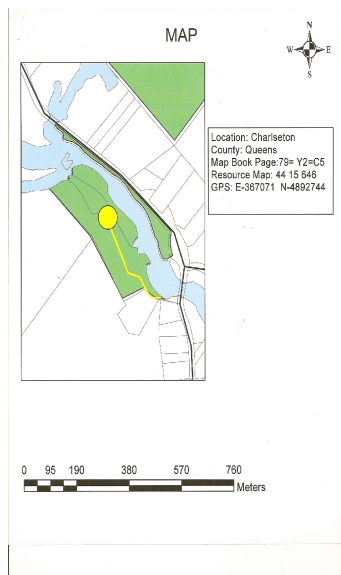 MAP
N
W E
S
Location: Charlseton
County: Queens
Map Book Page:79= Y2=C5
Resource Map: 44 15 646
GPS: E-367071 N-4892744
0 95 190 380 570 760
Meters